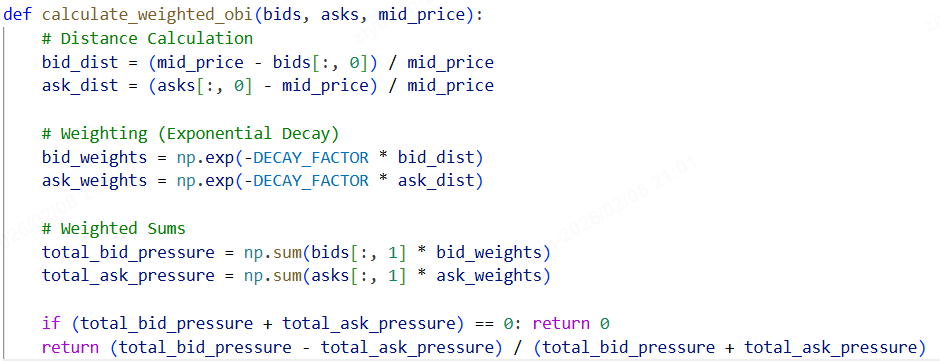 def calculate_weighted_obi(bids, asks, mid_price):
    # Distance Calculation
    bid_dist = (mid_price - bids[:, 0]) / mid_price
    ask_dist = (asks[:, 0] - mid_price) / mid_price

    # Weighting (Exponential Decay)
    bid_weights = np.exp(-DECAY_FACTOR * bid_dist)
    ask_weights = np.exp(-DECAY_FACTOR * ask_dist)

    # Weighted Sums
    total_bid_pressure = np.sum(bids[:, 1] * bid_weights)
    total_ask_pressure = np.sum(asks[:, 1] * ask_weights)

    if (total_bid_pressure + total_ask_pressure) == 0: return 0
    return (total_bid_pressure - total_ask_pressure) / (total_bid_pressure + total_ask_pressure)